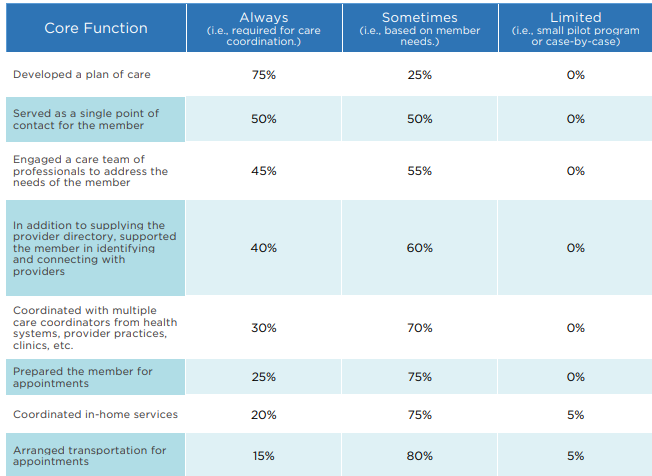 Core Function
Always
(i.e., required for care
coordination.)
Sometimes
(i.e., based on member
needs.)
Limited
(i.e., small pilot program
or case-by-case)
Developed a plan of care
75%
25%
0%
Served as a single point of
contact for the member
50%
50%
0%
Engaged a care team of
professionals to address the
needs of the member
45%
55%
0%
In addition to supplying the
provider directory, supported
the member in identifying
and connecting with
providers
40%
60%
0%
Coordinated with multiple
care coordinators from health
systems, provider practices,
clinics, etc.
30%
70%
0%
Prepared the member for
appointments
25%
75%
0%
Coordinated in-home services
20%
75%
5%
Arranged transportation for
appointments
15%
80%
5%